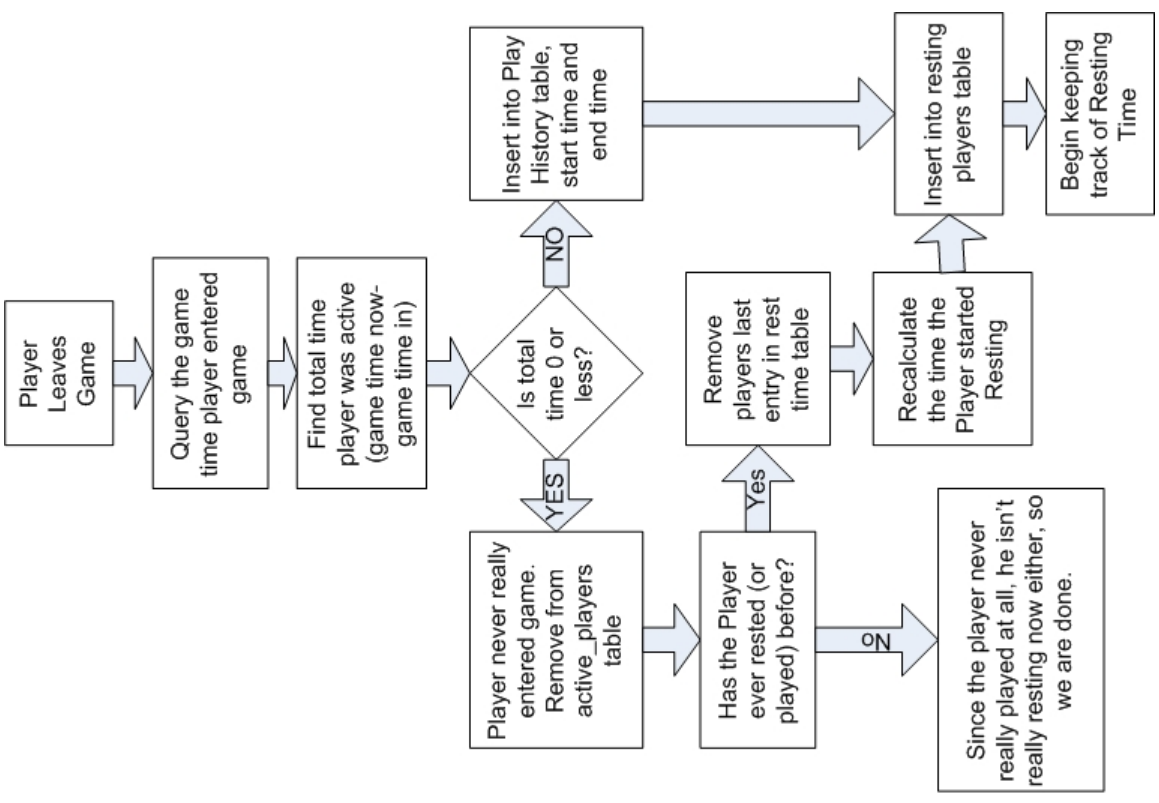 Player
Leaves
Game
Query the game
time player entered
game
Find total time
player was active
(game time now-
game time in)
Is total
time 0 or
less?
YES
NO
Player never really
entered game.
Remove from
active_players
table
Insert into Play
History table,
start time and
end time
Has the Player
ever rested (or
played) before?
Yes
No
Remove
players last
entry in rest
time table
Recalculate
the time the
Player started
Resting
Since the player never
really played at all, he isn't
really resting now either, so
we are done.
Insert into resting
players table
Begin keeping
track of Resting
Time